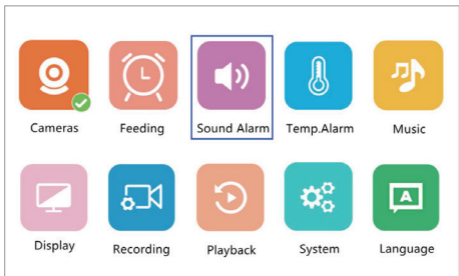 Cameras Feeding Sound Alarm Temp.Alarm Music
A
Display Recording Playback System Language